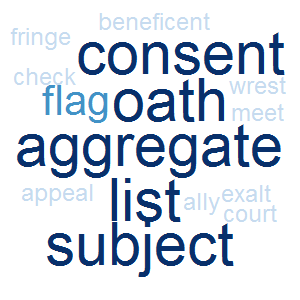 beneficent
fringe
consent
check
flag oath wrest
meet
aggregate
appeal list ally exalt
court
subject